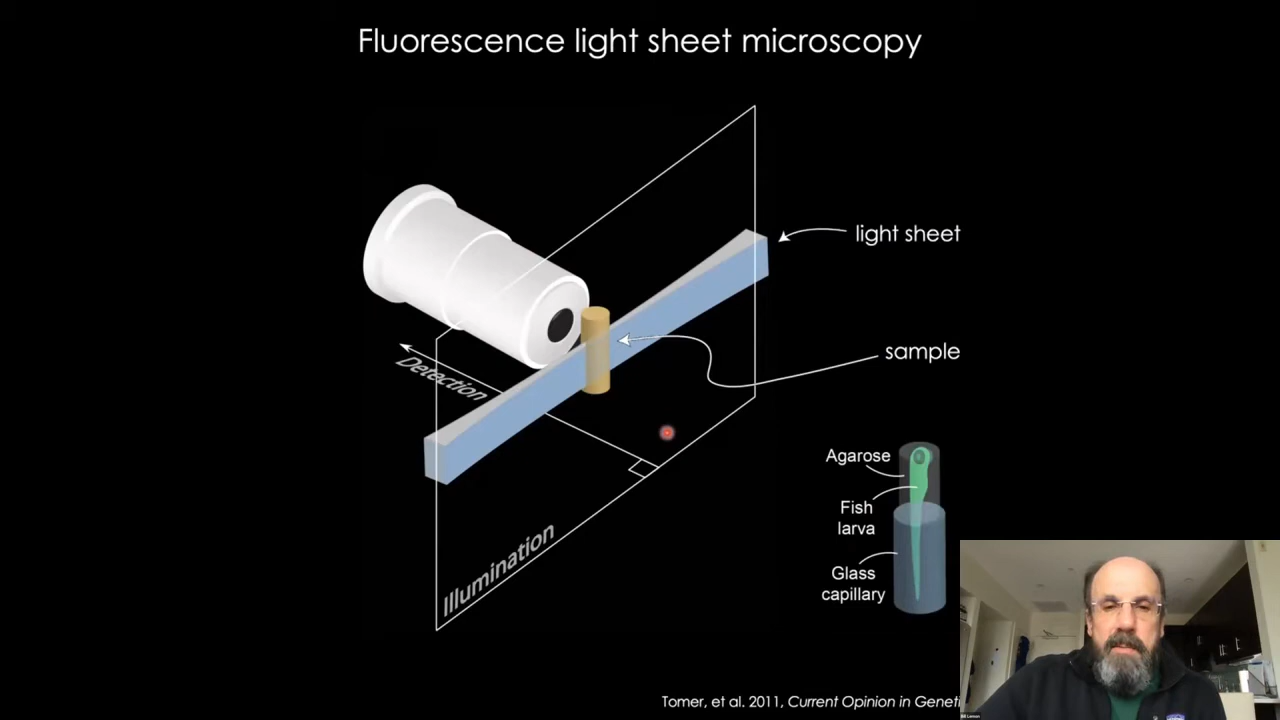 Fluorescence light sheet microscopy
light sheet
sample
Detection
Illumination
Agarose
Fish
larva
Glass
capillary
Tomer, et al. 2011, Current Opinion in Geneti